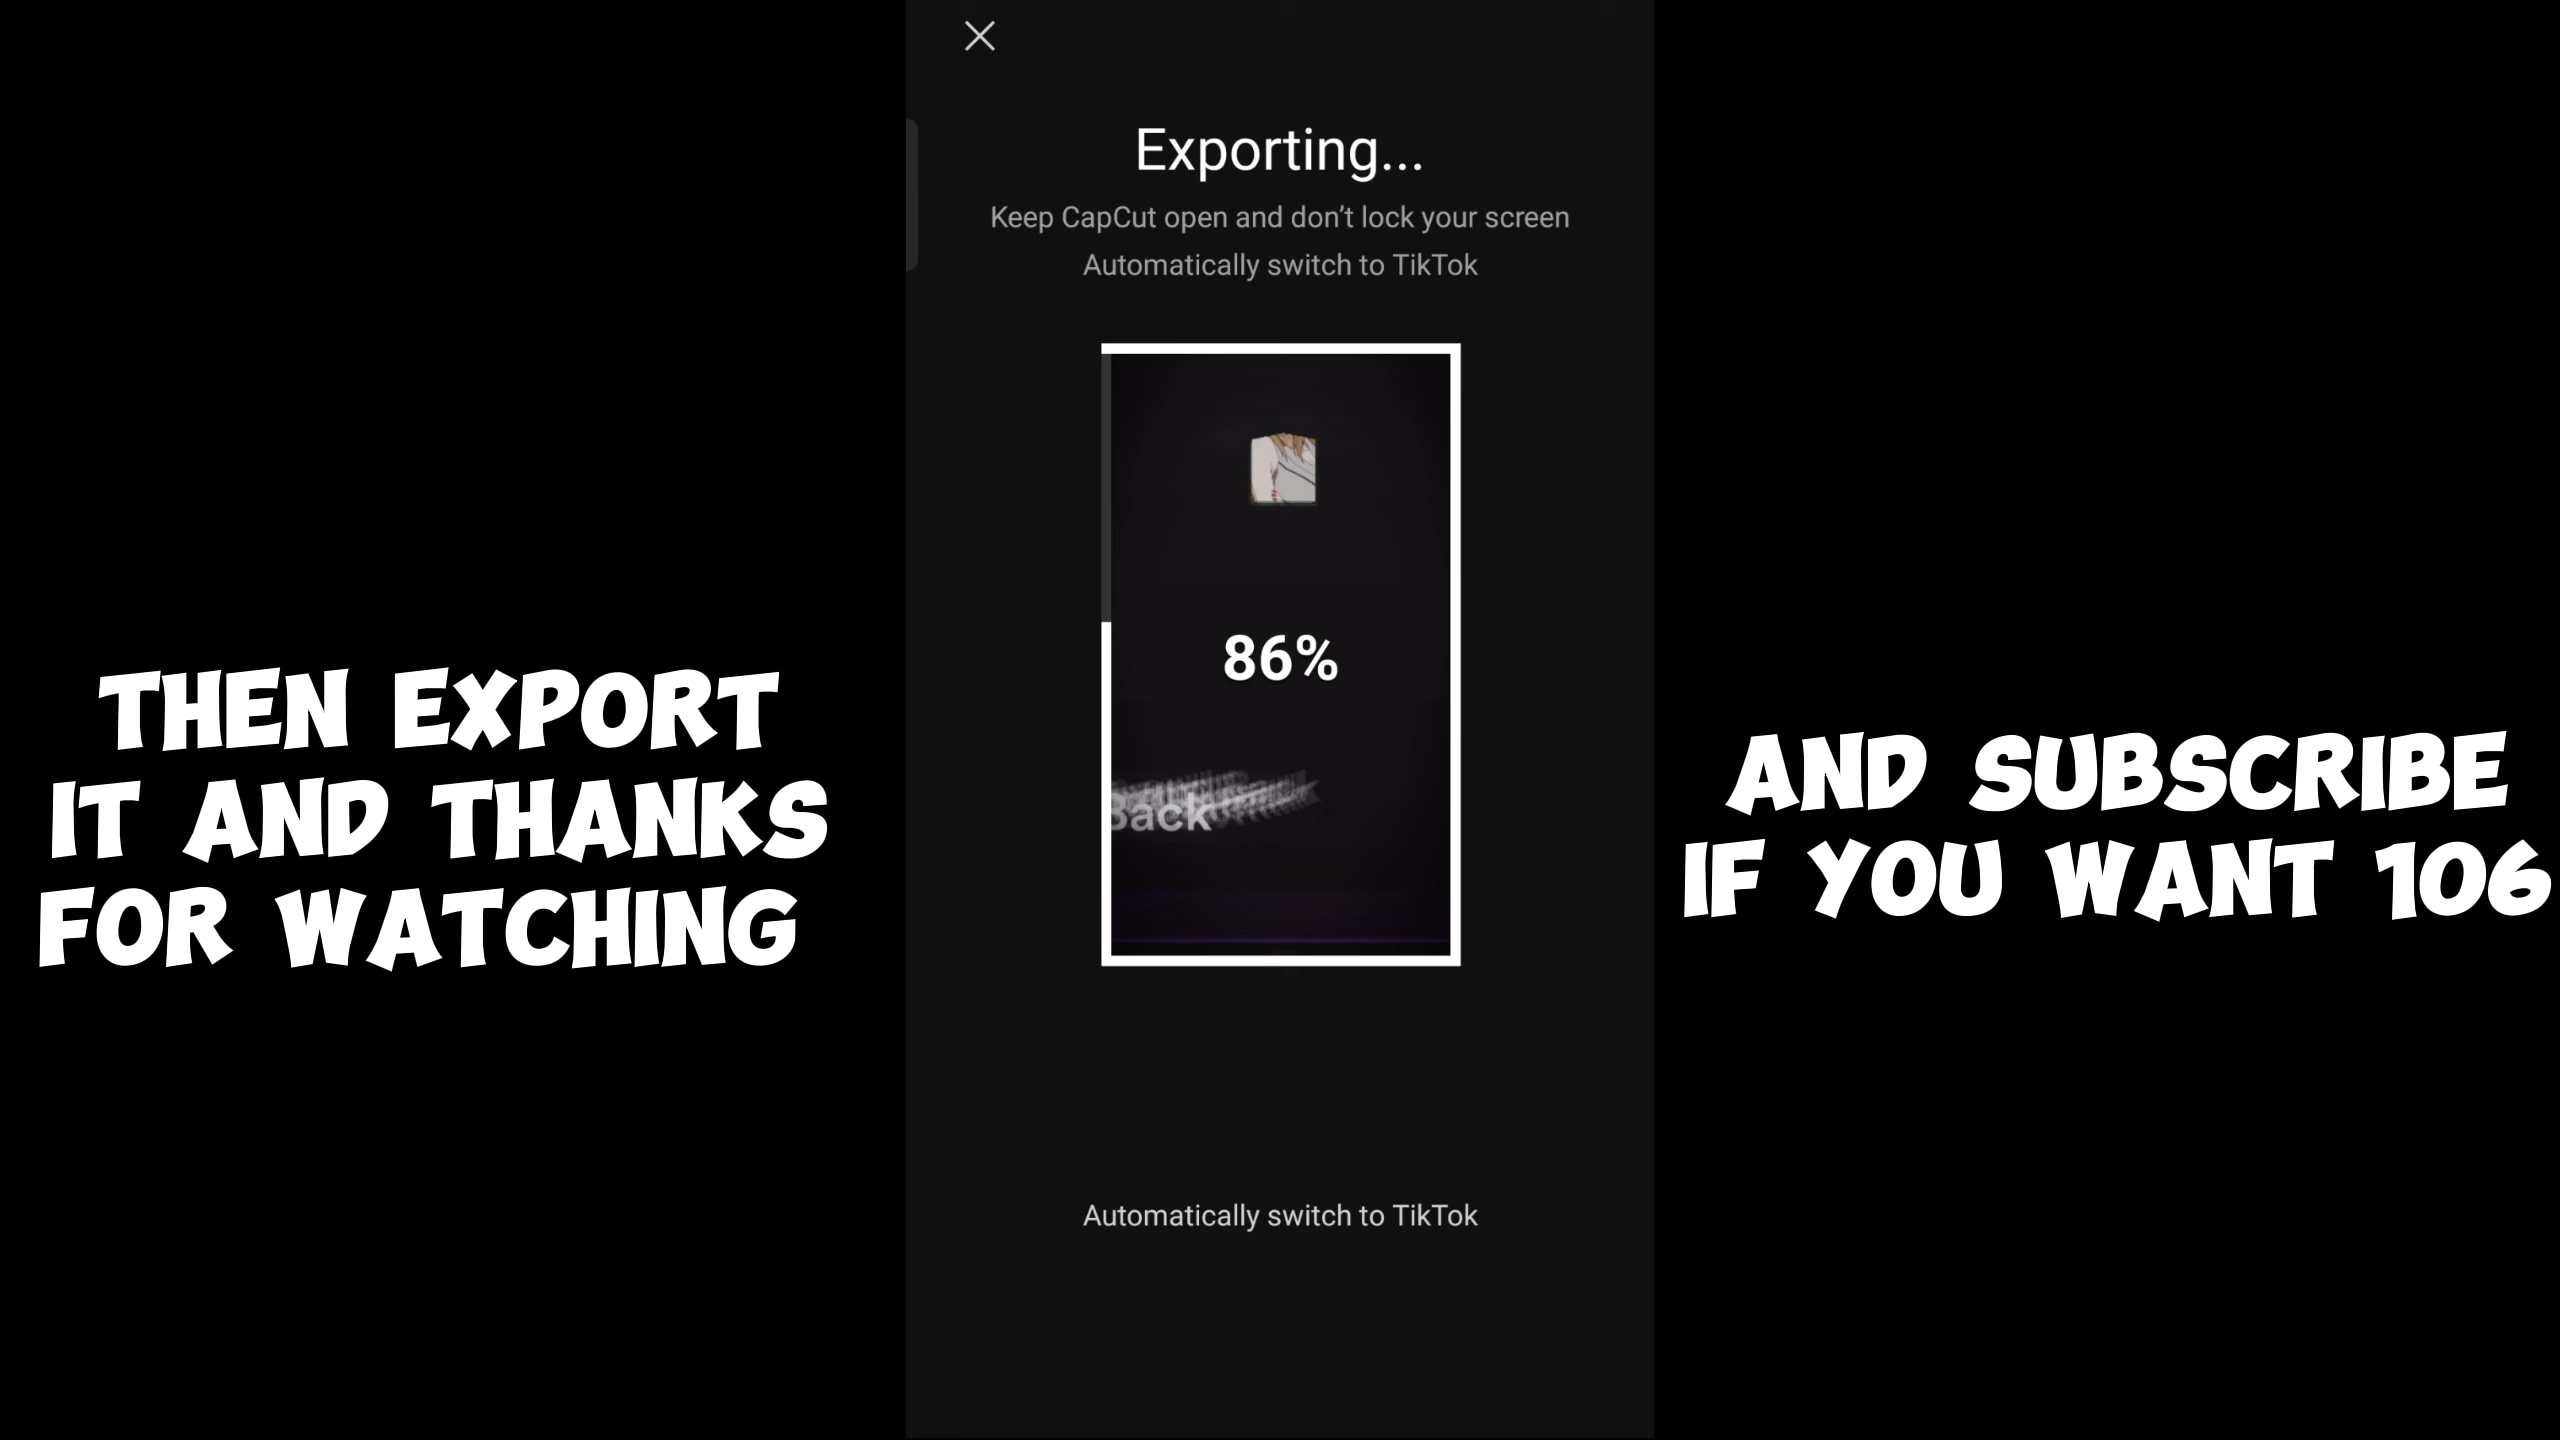 Exporting...
Keep CapCut open and don't lock your screen
Automatically switch to TikTok
86%
Back
THEN EXPORT
IT AND THANKS
FOR WATCHING
AND SUBSCRIBE
IF YOU WANT 106
Automatically switch to TikTok